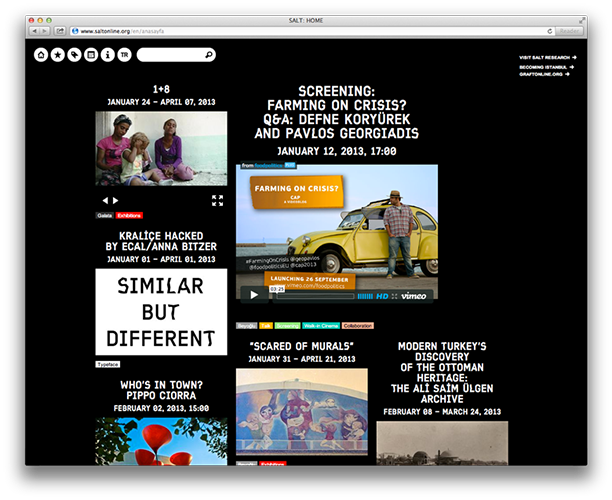 SALT: HOME
www.saltonline.org/en/anasayfa
Reader
TR
VISIT SALT RESEARCH →
BECOMING ISTANBUL →
GRAFTONLINE.ORG →
1+8
JANUARY 24 – APRIL 07, 2013
Galata Exhibitions
KRALİÇE HACKED
BY ECAL/ANNA BITZER
JANUARY 01 – APRIL 01, 2013
SIMILAR
BUT
DIFFERENT
Typeface
WHO'S IN TOWN?
PIPPO CIORRA
FEBRUARY 02, 2013, 15:00
SCREENING:
FARMING ON CRISIS?
Q&A: DEFNE KORYÜREK
AND PAVLOS GEORGIADIS
JANUARY 12, 2013, 17:00
from foodpolitics PLUS
FARMING ON CRISIS?
CAP
#FarmingOnCrisis @geopavlos
@foodpoliticsEU @cap2013
LAUNCHING 26 SEPTEMBER
vimeo.com/foodpolitics
03:25
HD vimeo
Beyoğlu Talk Screening Walk-in Cinema Collaboration
"SCARED OF MURALS"
JANUARY 31 – APRIL 21, 2013
Beyoğlu Exhibitions
MODERN TURKEY'S
DISCOVERY
OF THE OTTOMAN
HERITAGE:
THE ALİ SAİM ÜLGEN
ARCHIVE
FEBRUARY 08 – MARCH 24, 2013